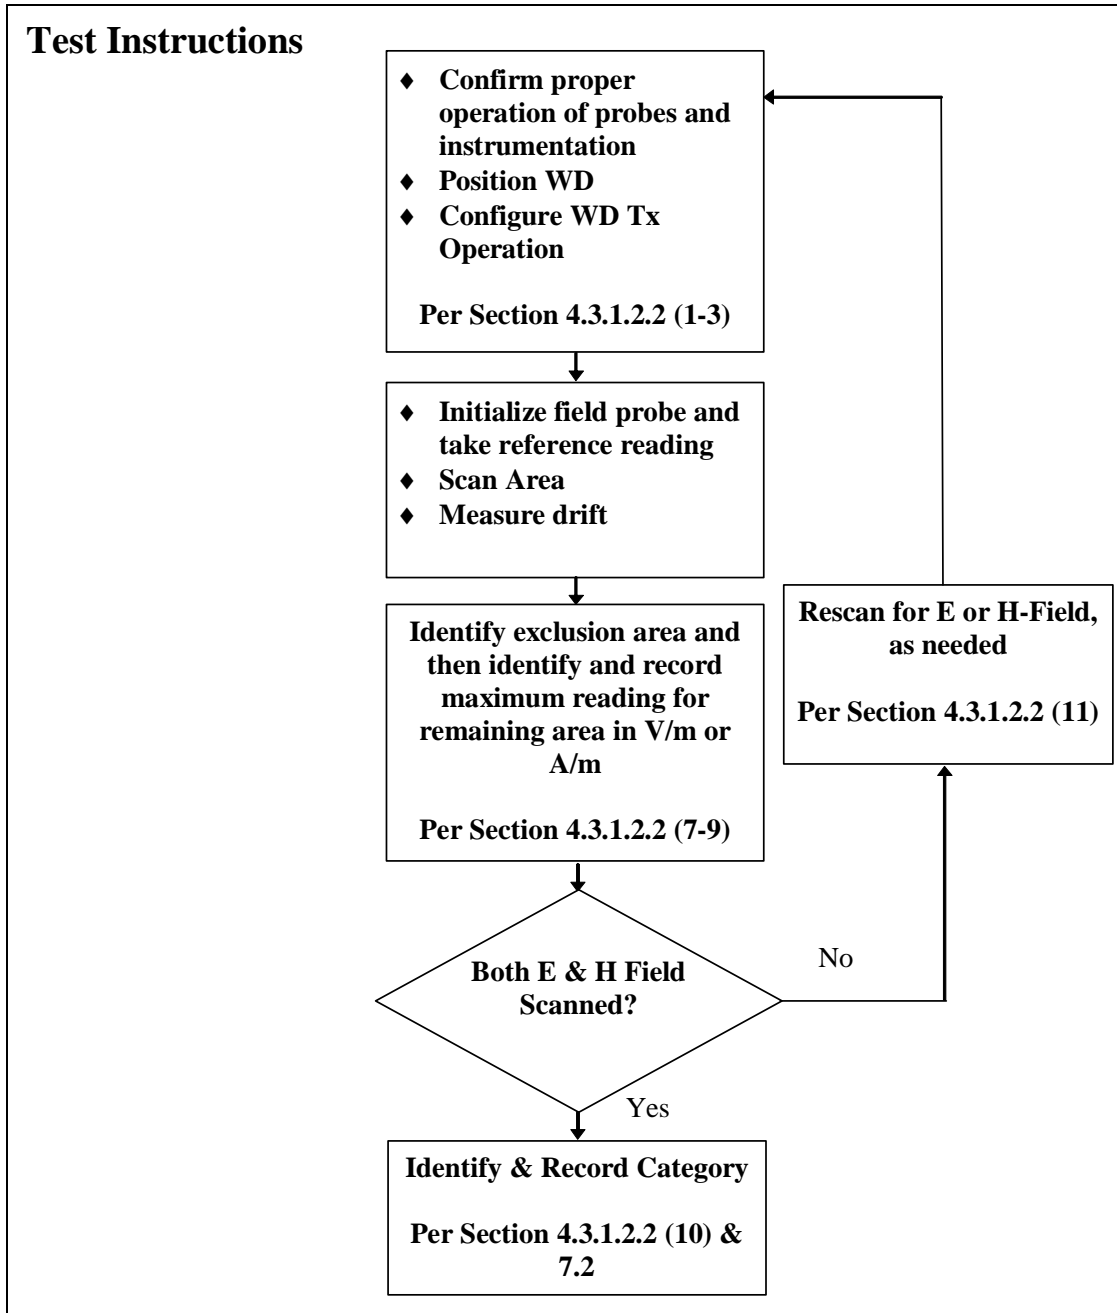 Test Instructions
♦ Confirm proper
operation of probes and
instrumentation
♦ Position WD
♦ Configure WD Tx
Operation
Per Section 4.3.1.2.2 (1-3)
♦ Initialize field probe and
take reference reading
♦ Scan Area
♦ Measure drift
Identify exclusion area and
then identify and record
maximum reading for
remaining area in V/m or
A/m
Per Section 4.3.1.2.2 (7-9)
Rescan for E or H-Field,
as needed
Per Section 4.3.1.2.2 (11)
Both E & H Field
Scanned?
No
Yes
Identify & Record Category
Per Section 4.3.1.2.2 (10) &
7.2